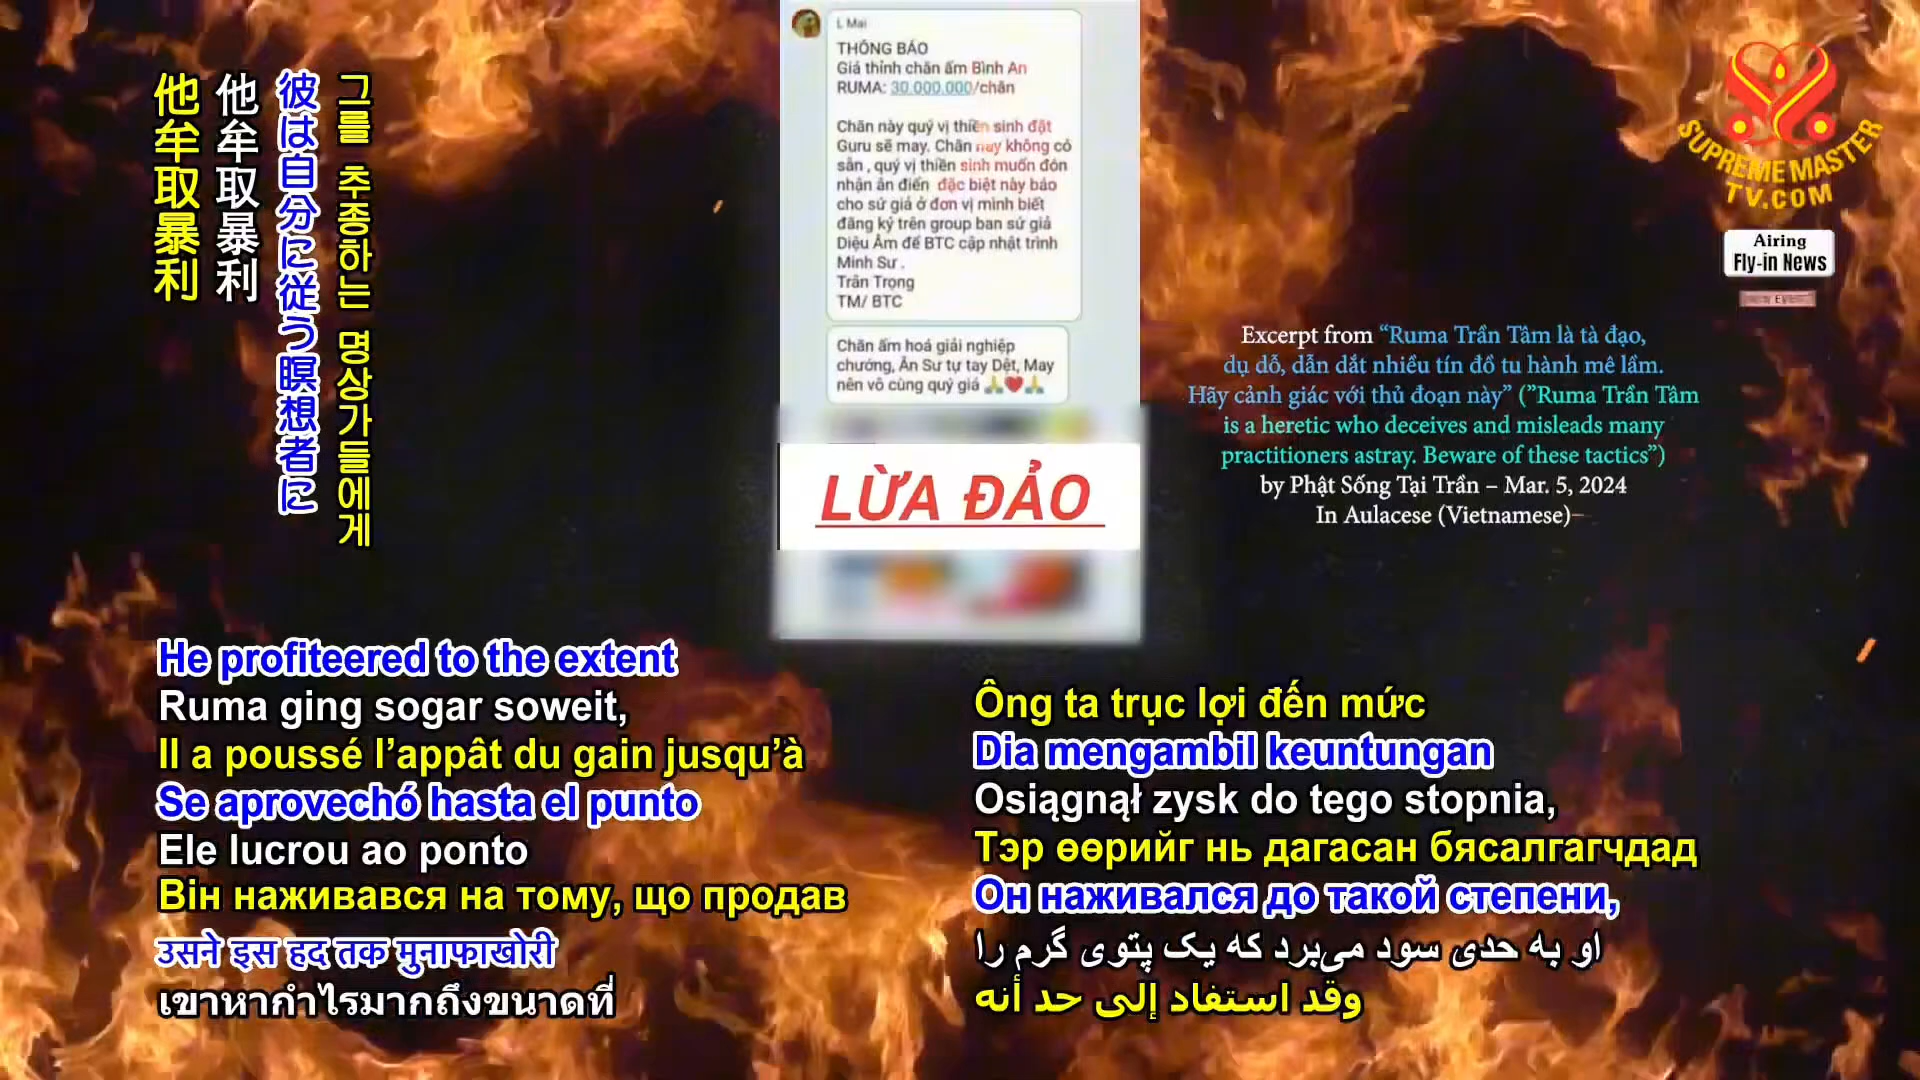 他牟取暴利
他牟取暴利
彼は自分に従う瞑想者に
그를 추종하는 명상가들에게
L Mai
THÔNG BÁO
Giá thỉnh chăn ấm Bình An
RUMA: 30.000.000/chăn
Chăn này quý vị thiền sinh đặt
Guru sẽ may. Chăn này không có
sẵn , quý vị thiền sinh muốn đón
nhận ân điển đặc biệt này báo
cho sứ giả ở đơn vị mình biết
đăng ký trên group ban sứ giả
Diệu Âm để BTC cập nhật trình
Minh Sư .
Trân Trọng
TM/ BTC
Chăn ấm hoá giải nghiệp
chướng, Ân Sư tự tay Dệt, May
nên vô cùng quý giá 🙏❤️🙏
LỪA ĐẢO
SUPREME MASTER
TV.COM
Airing
Fly-in News
Excerpt from “Ruma Trần Tâm là tà đạo,
dụ dỗ, dẫn dắt nhiều tín đồ tu hành mê lầm.
Hãy cảnh giác với thủ đoạn này” (”Ruma Trần Tâm
is a heretic who deceives and misleads many
practitioners astray. Beware of these tactics”)
by Phật Sống Tại Trần – Mar. 5, 2024
In Aulacese (Vietnamese)
He profiteered to the extent
Ruma ging sogar soweit,
Il a poussé l’appât du gain jusqu’à
Se aprovechó hasta el punto
Ele lucrou ao ponto
Він наживався на тому, що продав
उसने इस हद तक मुनाफाखोरी
เขาหากำไรมากถึงขนาดที่
Ông ta trục lợi đến mức
Dia mengambil keuntungan
Osiągnął zysk do tego stopnia,
Тэр өөрийг нь дагасан бясалгагчдад
Он наживался до такой степени,
او به حدی سود می‌برد که یک پتوی گرم را
وقد استفاد إلى حد أنه